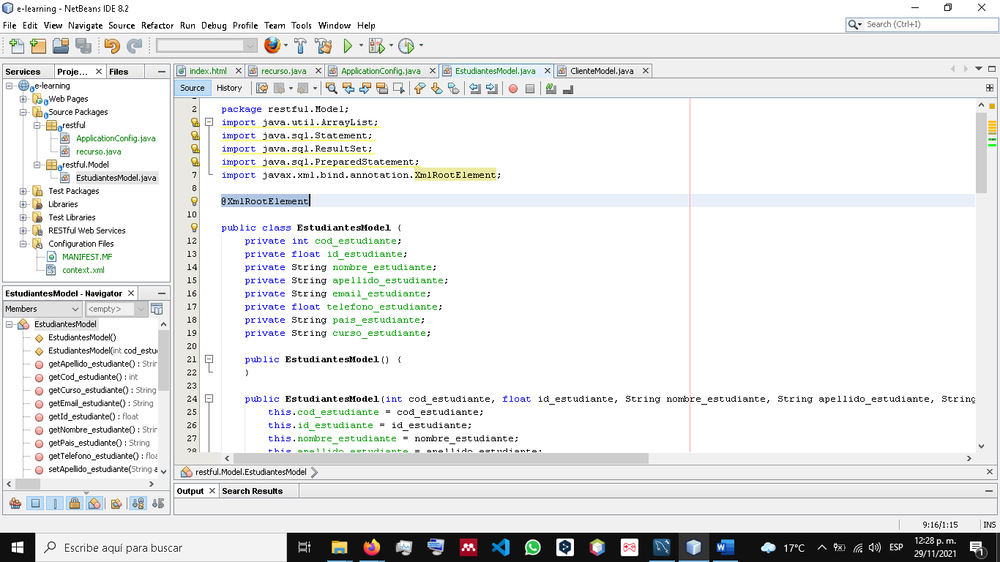 e-learning - NetBeans IDE 8.2
File Edit View Navigate Source Refactor Run Debug Profile Team Tools Window Help
Search (Ctrl+I)
Services Proje... Files
index.html recurso.java ApplicationConfig.java EstudiantesModel.java ClienteModel.java
Source History
e-learning
Web Pages
Source Packages
restful
ApplicationConfig.java
recurso.java
restful.Model
EstudiantesModel.java
Test Packages
Libraries
Test Libraries
RESTful Web Services
Configuration Files
MANIFEST.MF
context.xml
EstudiantesModel - Navigator
Members <empty>
EstudiantesModel
EstudiantesModel()
EstudiantesModel(int cod_estu
getApellido_estudiante() : Strin
getCod_estudiante() : int
getCurso_estudiante() : String
getEmail_estudiante() : String
getId_estudiante() : float
getNombre_estudiante() : Strin
getPais_estudiante() : String
getTelefono_estudiante() : floa
setApellido_estudiante(String a
2 package restful.Model;
import java.util.ArrayList;
import java.sql.Statement;
import java.sql.ResultSet;
import java.sql.PreparedStatement;
7 import javax.xml.bind.annotation.XmlRootElement;
8
@XmlRootElement
10
public class EstudiantesModel {
12 private int cod_estudiante;
13 private float id_estudiante;
14 private String nombre_estudiante;
15 private String apellido_estudiante;
16 private String email_estudiante;
17 private float telefono_estudiante;
18 private String pais_estudiante;
19 private String curso_estudiante;
20
21 public EstudiantesModel() {
22 }
23
24 public EstudiantesModel(int cod_estudiante, float id_estudiante, String nombre_estudiante, String apellido_estudiante, String
25 this.cod_estudiante = cod_estudiante;
26 this.id_estudiante = id_estudiante;
27 this.nombre_estudiante = nombre_estudiante;
28 this.apellido_estudiante = apellido_estudiante;
restful.Model.EstudiantesModel
Output Search Results
9:16/1:15 INS
Escribe aquí para buscar
17°C ESP 12:28 p. m.
29/11/2021
1